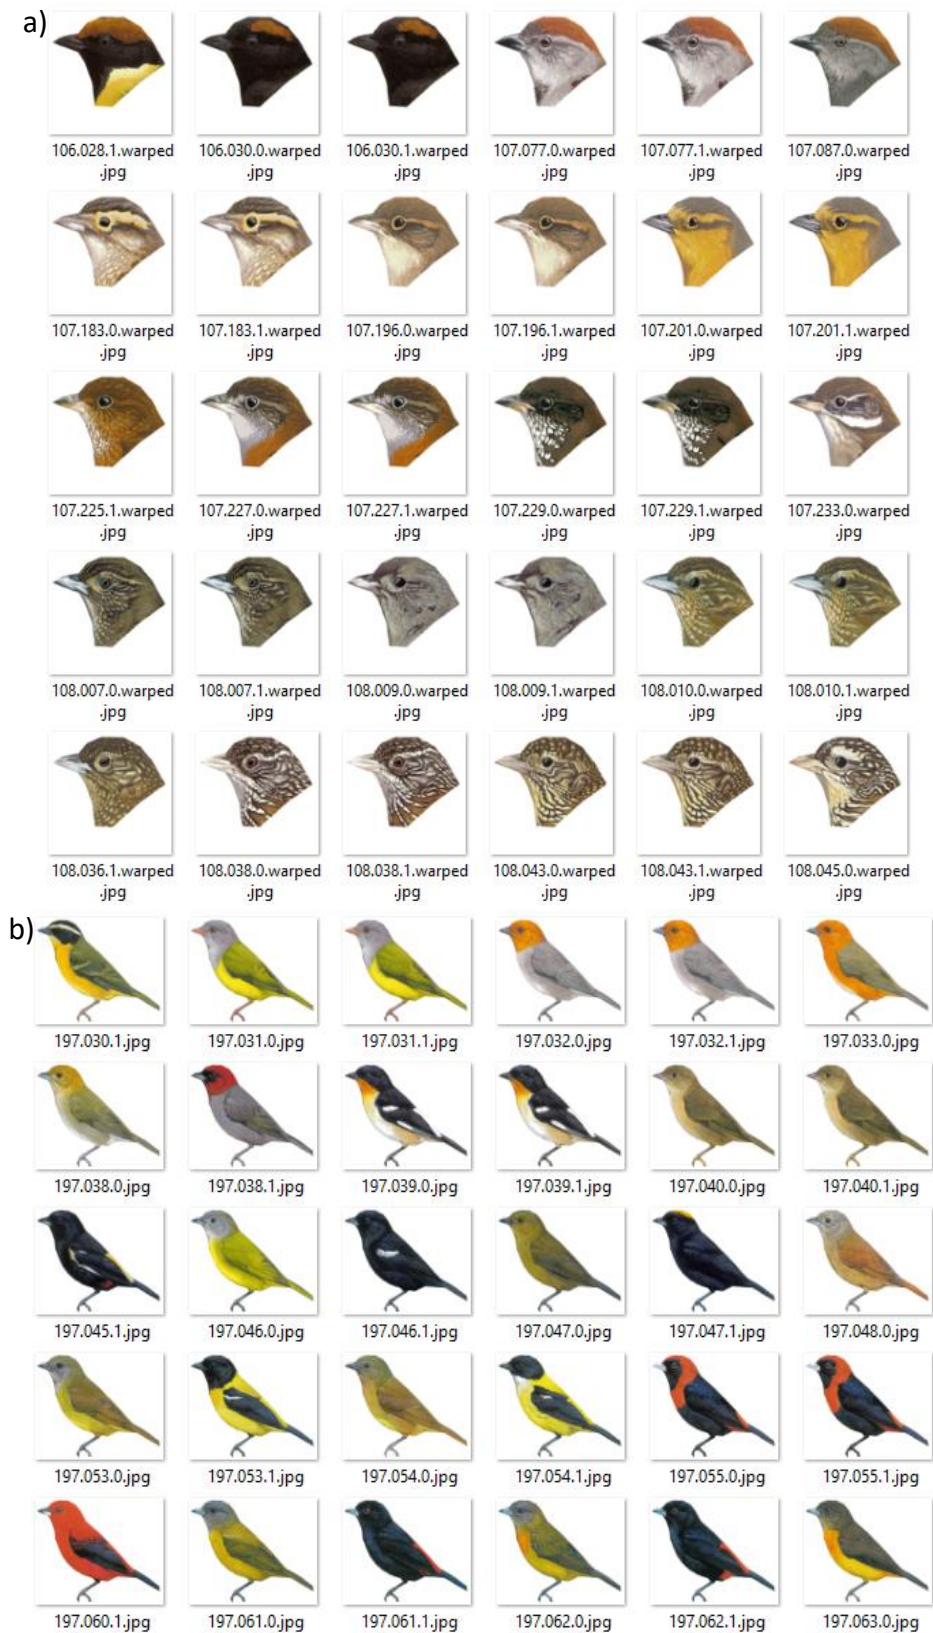 a)
106.028.1.warped 106.030.0.warped 106.030.1.warped 107.077.0.warped 107.077.1.warped 107.087.0.warped
.jpg .jpg .jpg .jpg .jpg .jpg
107.183.0.warped 107.183.1.warped 107.196.0.warped 107.196.1.warped 107.201.0.warped 107.201.1.warped
.jpg .jpg .jpg .jpg .jpg .jpg
107.225.1.warped 107.227.0.warped 107.227.1.warped 107.229.0.warped 107.229.1.warped 107.233.0.warped
.jpg .jpg .jpg .jpg .jpg .jpg
108.007.0.warped 108.007.1.warped 108.009.0.warped 108.009.1.warped 108.010.0.warped 108.010.1.warped
.jpg .jpg .jpg .jpg .jpg .jpg
108.036.1.warped 108.038.0.warped 108.038.1.warped 108.043.0.warped 108.043.1.warped 108.045.0.warped
.jpg .jpg .jpg .jpg .jpg .jpg
b)
197.030.1.jpg 197.031.0.jpg 197.031.1.jpg 197.032.0.jpg 197.032.1.jpg 197.033.0.jpg
197.038.0.jpg 197.038.1.jpg 197.039.0.jpg 197.039.1.jpg 197.040.0.jpg 197.040.1.jpg
197.045.1.jpg 197.046.0.jpg 197.046.1.jpg 197.047.0.jpg 197.047.1.jpg 197.048.0.jpg
197.053.0.jpg 197.053.1.jpg 197.054.0.jpg 197.054.1.jpg 197.055.0.jpg 197.055.1.jpg
197.060.1.jpg 197.061.0.jpg 197.061.1.jpg 197.062.0.jpg 197.062.1.jpg 197.063.0.jpg